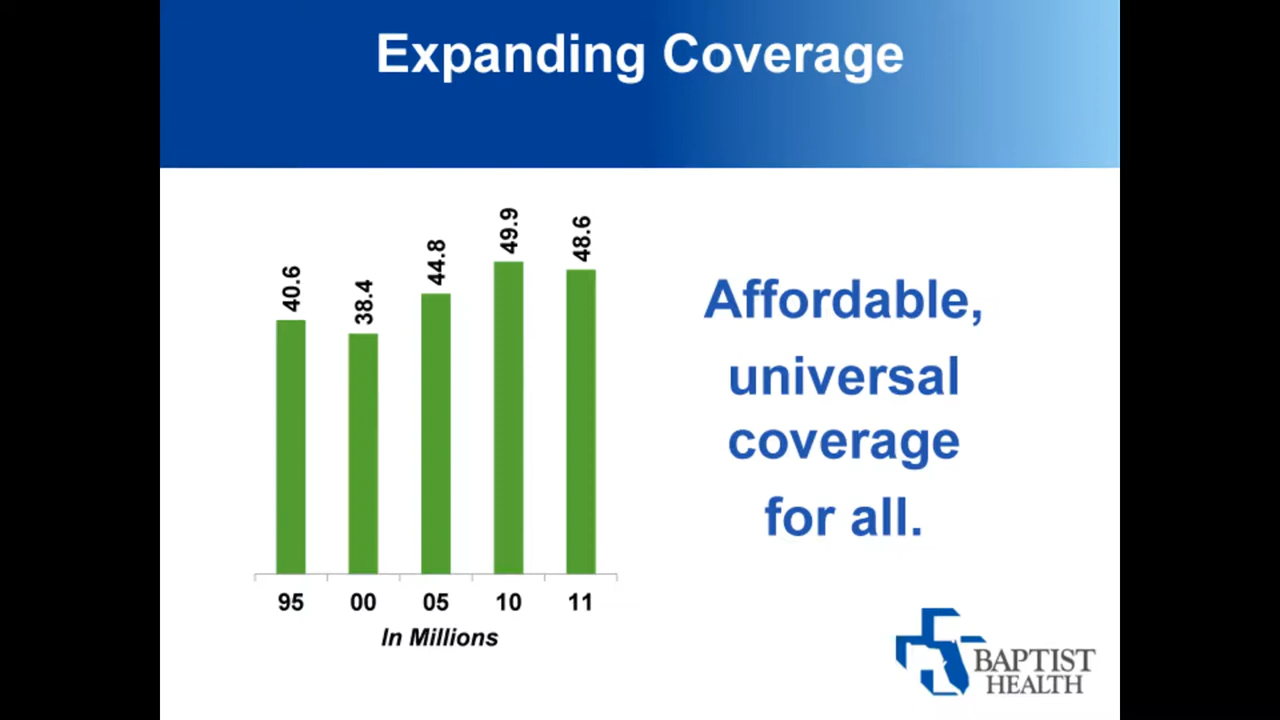 Expanding Coverage
40.6
38.4
44.8
49.9
48.6
95 00 05 10 11
In Millions
Affordable,
universal
coverage
for all.
BAPTIST
HEALTH